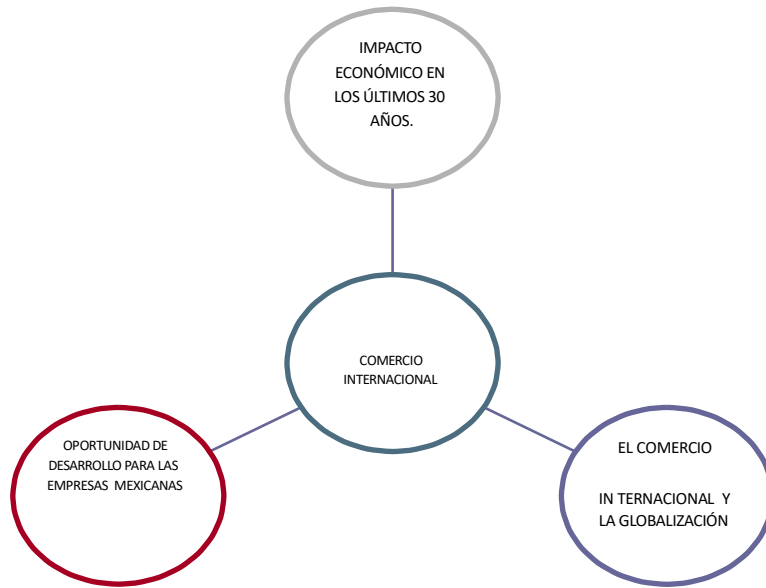 IMPACTO
ECONÓMICO EN
LOS ÚLTIMOS 30
AÑOS.
COMERCIO
INTERNACIONAL
OPORTUNIDAD DE
DESARROLLO PARA LAS
EMPRESAS MEXICANAS
EL COMERCIO
IN TERNACIONAL Y
LA GLOBALIZACIÓN